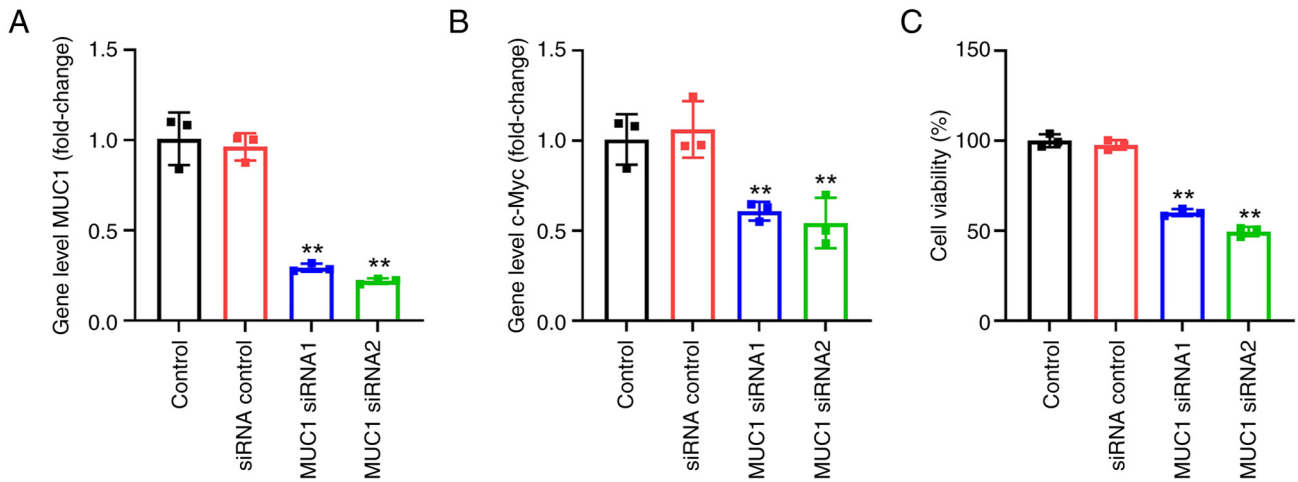 A
Gene level MUC1 (fold-change)
1.5
1.0
0.5
0.0
**
**
Control
siRNA control
MUC1 siRNA1
MUC1 siRNA2
B
Gene level c-Myc (fold-change)
1.5
1.0
0.5
0.0
**
**
Control
siRNA control
MUC1 siRNA1
MUC1 siRNA2
C
Cell viability (%)
150
100
50
0
**
**
Control
siRNA control
MUC1 siRNA1
MUC1 siRNA2